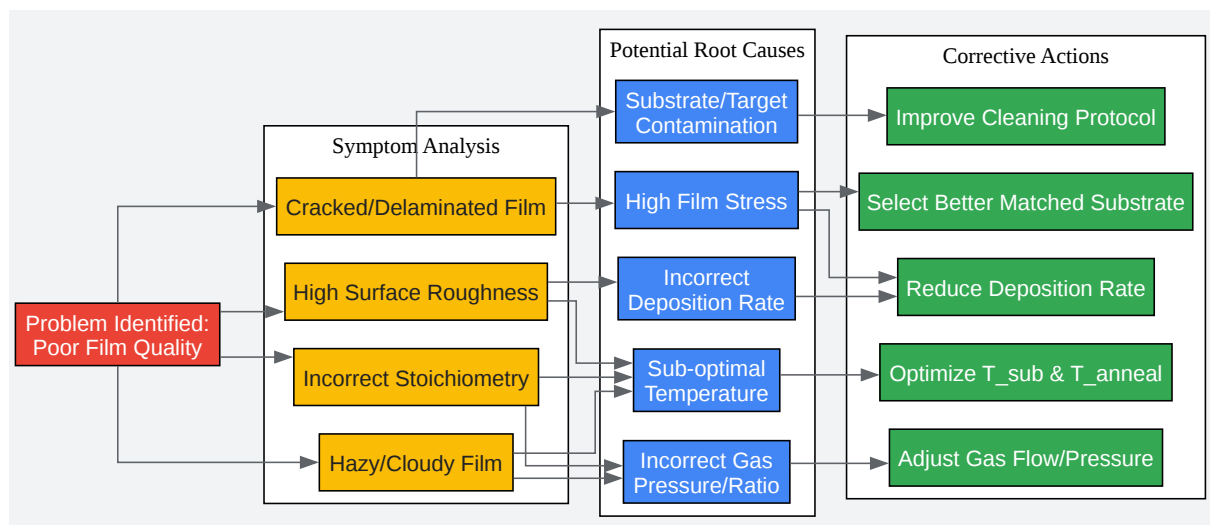 Problem Identified:
Poor Film Quality
Symptom Analysis
Cracked/Delaminated Film
High Surface Roughness
Incorrect Stoichiometry
Hazy/Cloudy Film
Potential Root Causes
Substrate/Target
Contamination
High Film Stress
Incorrect
Deposition Rate
Sub-optimal
Temperature
Incorrect Gas
Pressure/Ratio
Corrective Actions
Improve Cleaning Protocol
Select Better Matched Substrate
Reduce Deposition Rate
Optimize T_sub & T_anneal
Adjust Gas Flow/Pressure